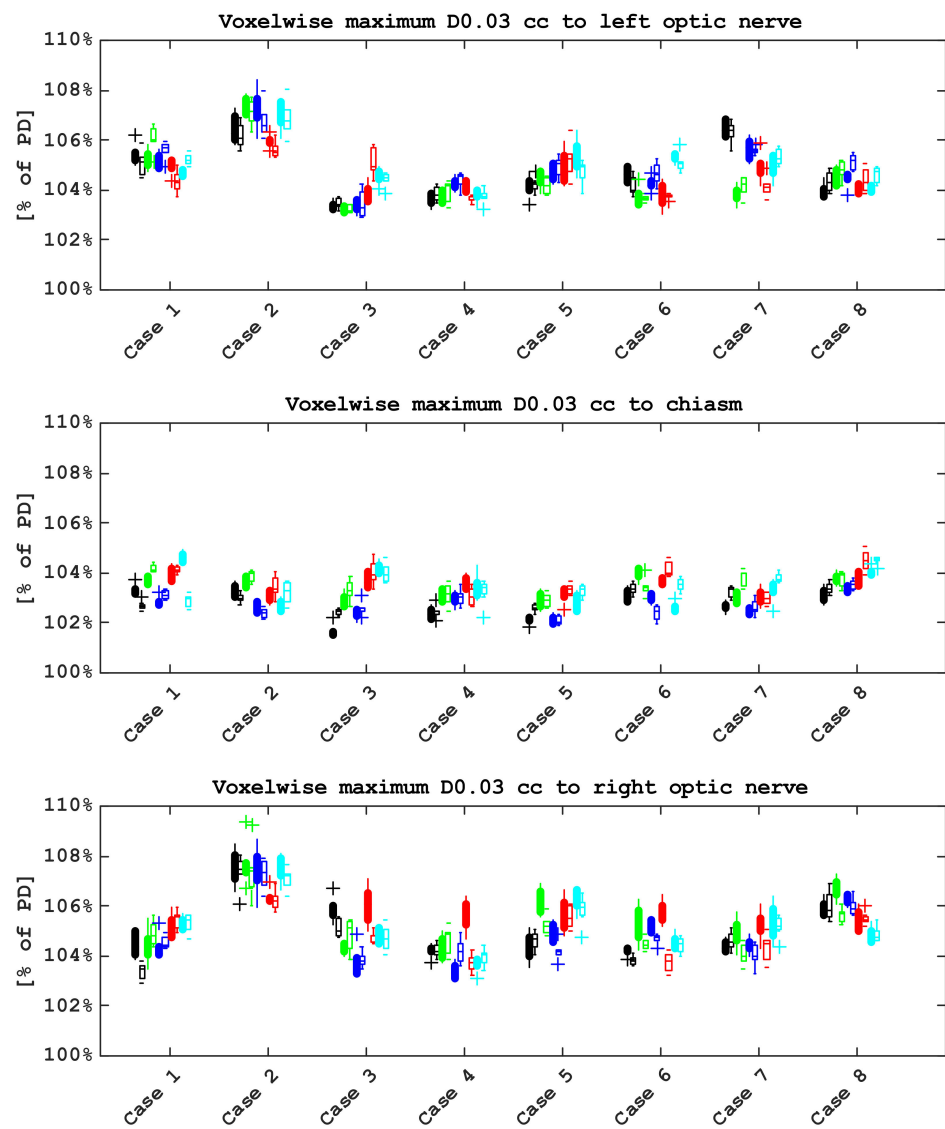 Voxelwise maximum D0.03 cc to left optic nerve
110%
108%
106%
104%
102%
100%
[% of PD]
Case 1 Case 2 Case 3 Case 4 Case 5 Case 6 Case 7 Case 8
Voxelwise maximum D0.03 cc to chiasm
110%
108%
106%
104%
102%
100%
[% of PD]
Case 1 Case 2 Case 3 Case 4 Case 5 Case 6 Case 7 Case 8
Voxelwise maximum D0.03 cc to right optic nerve
110%
108%
106%
104%
102%
100%
[% of PD]
Case 1 Case 2 Case 3 Case 4 Case 5 Case 6 Case 7 Case 8